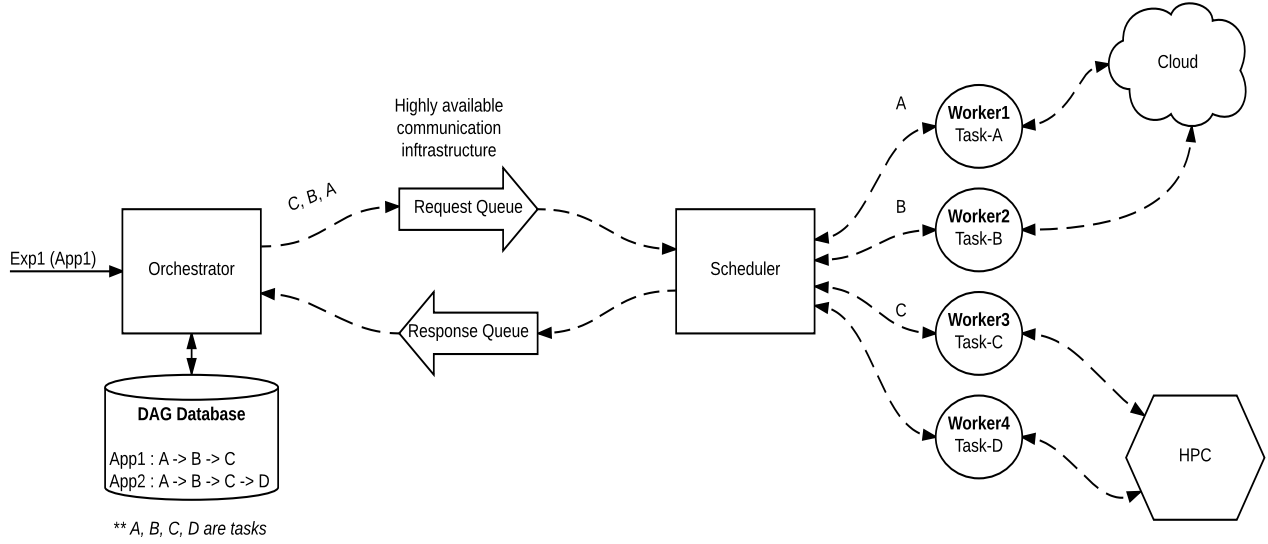 Exp1 (App1)
Orchestrator
DAG Database
App1 : A -> B -> C
App2 : A -> B -> C -> D
** A, B, C, D are tasks
C, B, A
Highly available
communication
inftrastructure
Request Queue
Response Queue
Scheduler
A
B
C
Worker1
Task-A
Worker2
Task-B
Worker3
Task-C
Worker4
Task-D
Cloud
HPC